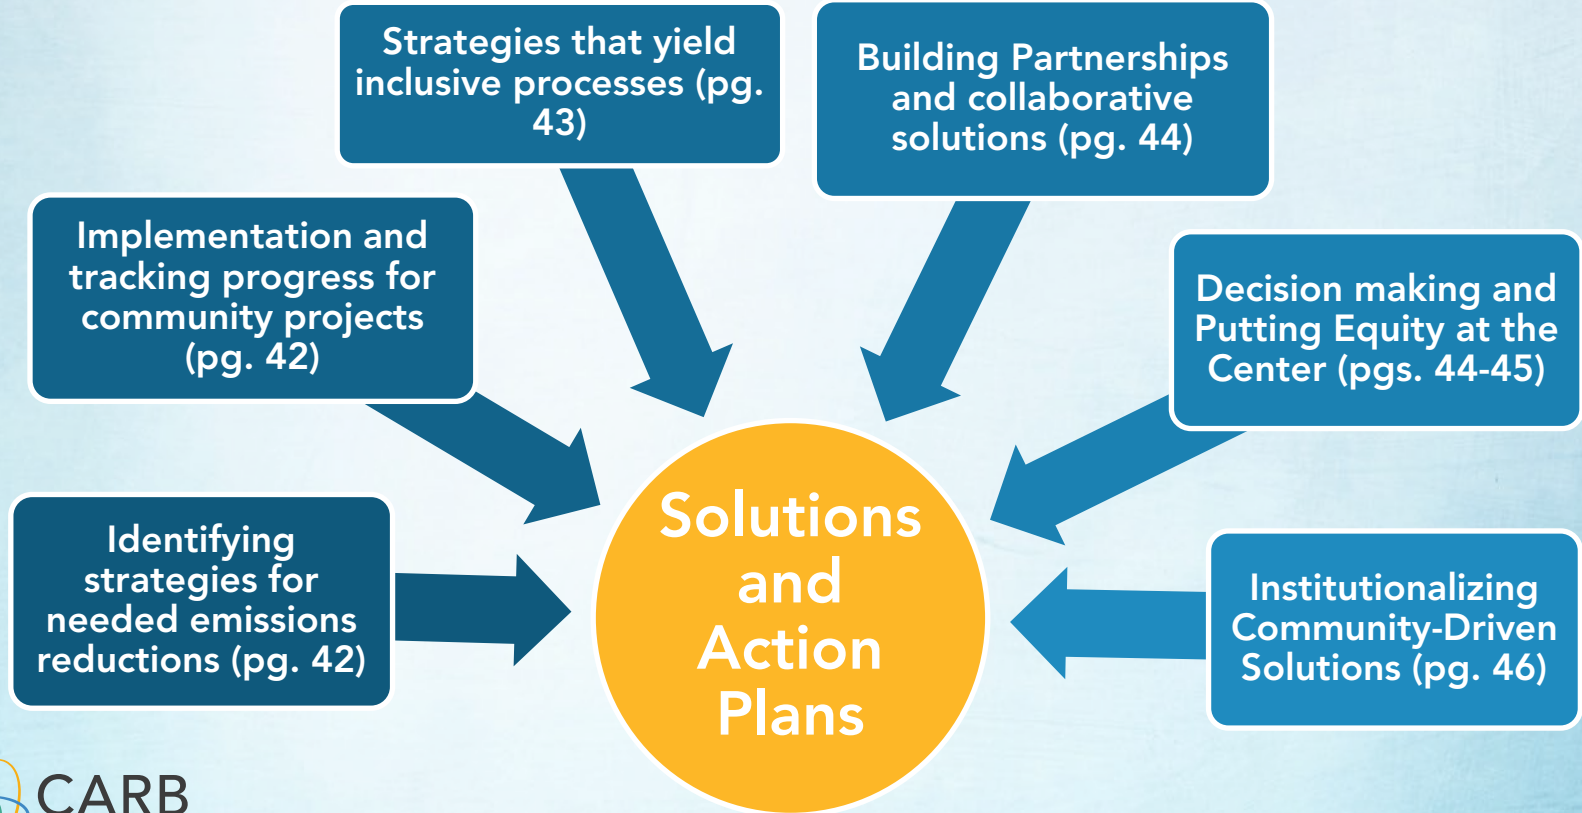 Strategies that yield
inclusive processes (pg.
43)
Building Partnerships
and collaborative
solutions (pg. 44)
Implementation and
tracking progress for
community projects
(pg. 42)
Decision making and
Putting Equity at the
Center (pgs. 44-45)
Identifying
strategies for
needed emissions
reductions (pg. 42)
Solutions
and
Action
Plans
Institutionalizing
Community-Driven
Solutions (pg. 46)
CARB